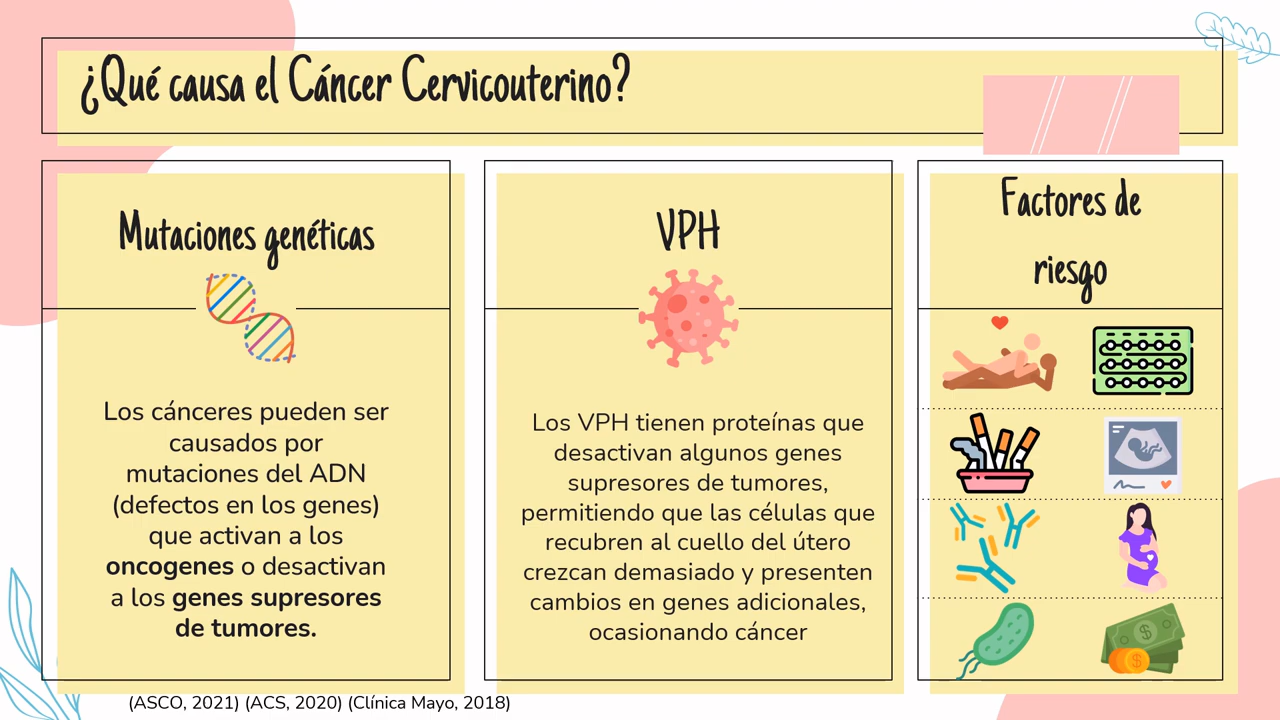 ¿Qué causa el Cáncer Cervicouterino?
Mutaciones genéticas
Los cánceres pueden ser
causados por
mutaciones del ADN
(defectos en los genes)
que activan a los
oncogenes o desactivan
a los genes supresores
de tumores.
VPH
Los VPH tienen proteínas que
desactivan algunos genes
supresores de tumores,
permitiendo que las células que
recubren al cuello del útero
crezcan demasiado y presenten
cambios en genes adicionales,
ocasionando cáncer
Factores de
riesgo
(ASCO, 2021) (ACS, 2020) (Clínica Mayo, 2018)